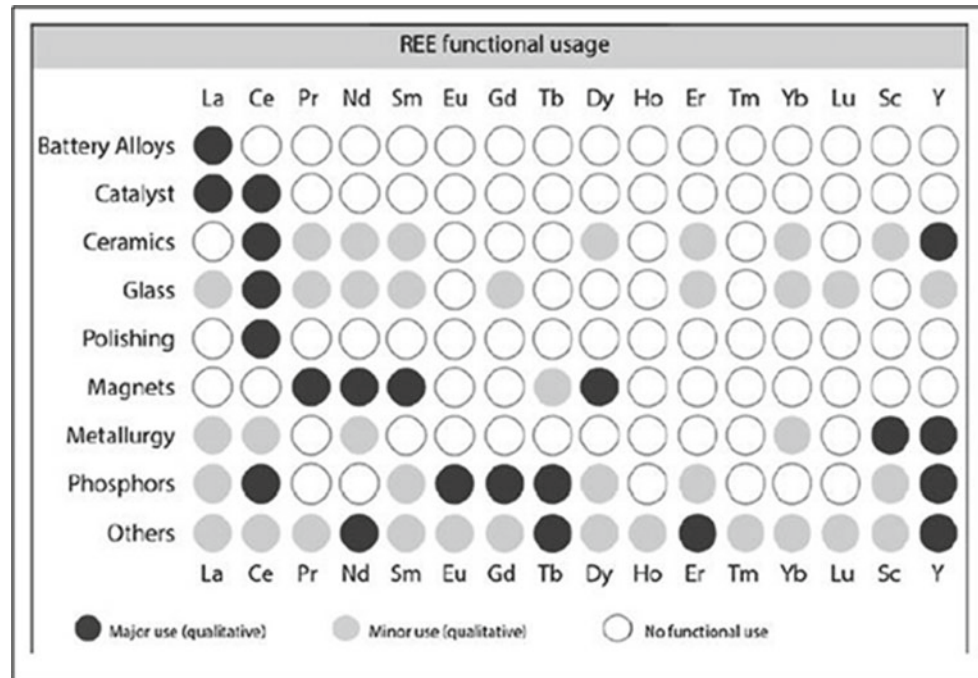 REE functional usage
La Ce Pr Nd Sm Eu Gd Tb Dy Ho Er Tm Yb Lu Sc Y
Battery Alloys
Catalyst
Ceramics
Glass
Polishing
Magnets
Metallurgy
Phosphors
Others
La Ce Pr Nd Sm Eu Gd Tb Dy Ho Er Tm Yb Lu Sc Y
Major use (qualitative) Minor use (qualitative) No functional use